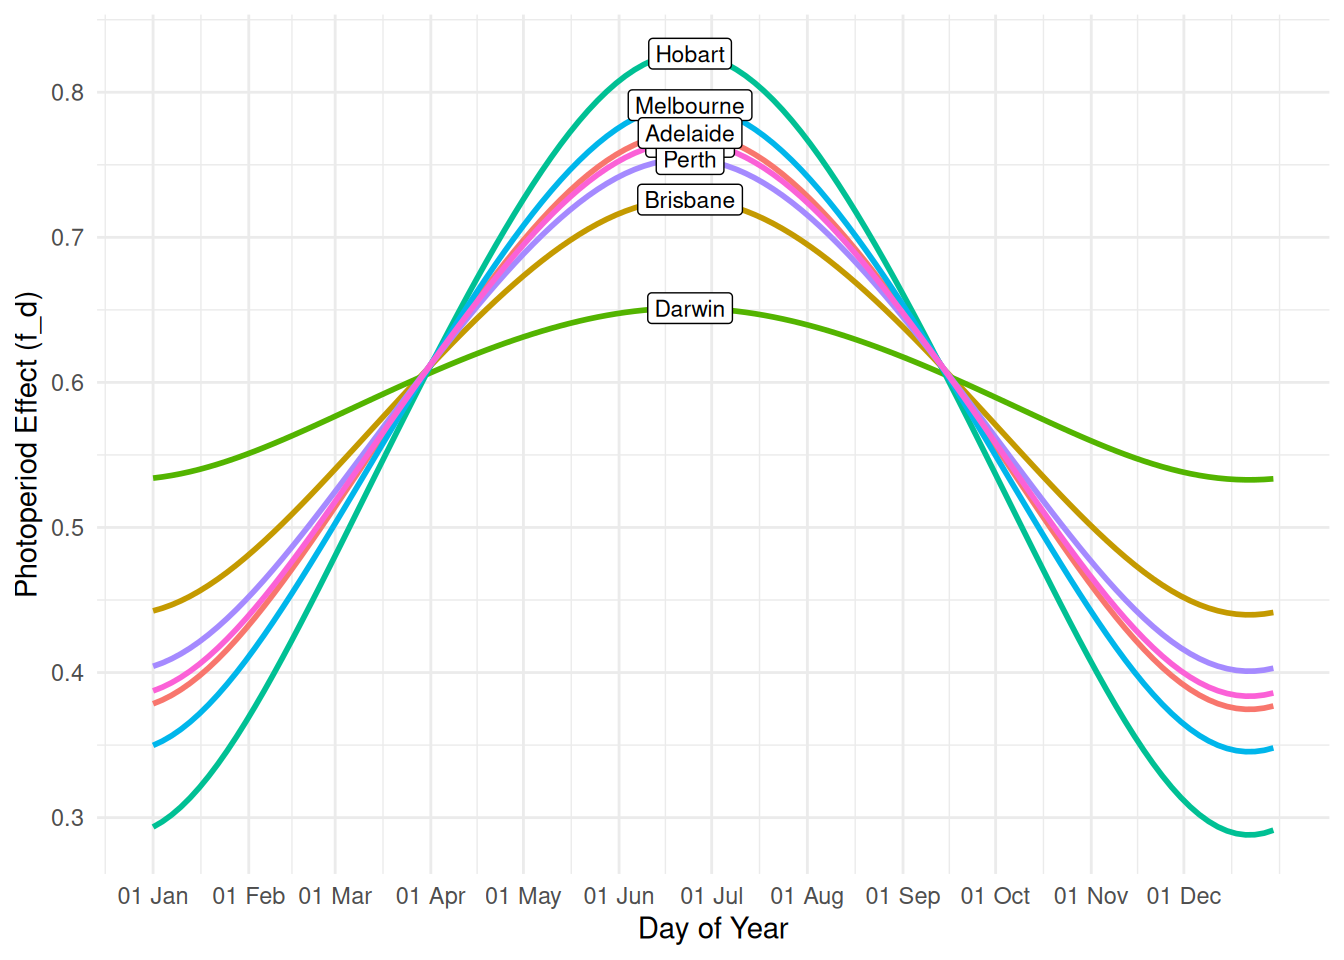 Photoperiod Effect (f_d)
0.8
0.7
0.6
0.5
0.4
0.3
Hobart
Melbourne
Adelaide
Perth
Brisbane
Darwin
01 Jan 01 Feb 01 Mar 01 Apr 01 May 01 Jun 01 Jul 01 Aug 01 Sep 01 Oct 01 Nov 01 Dec
Day of Year